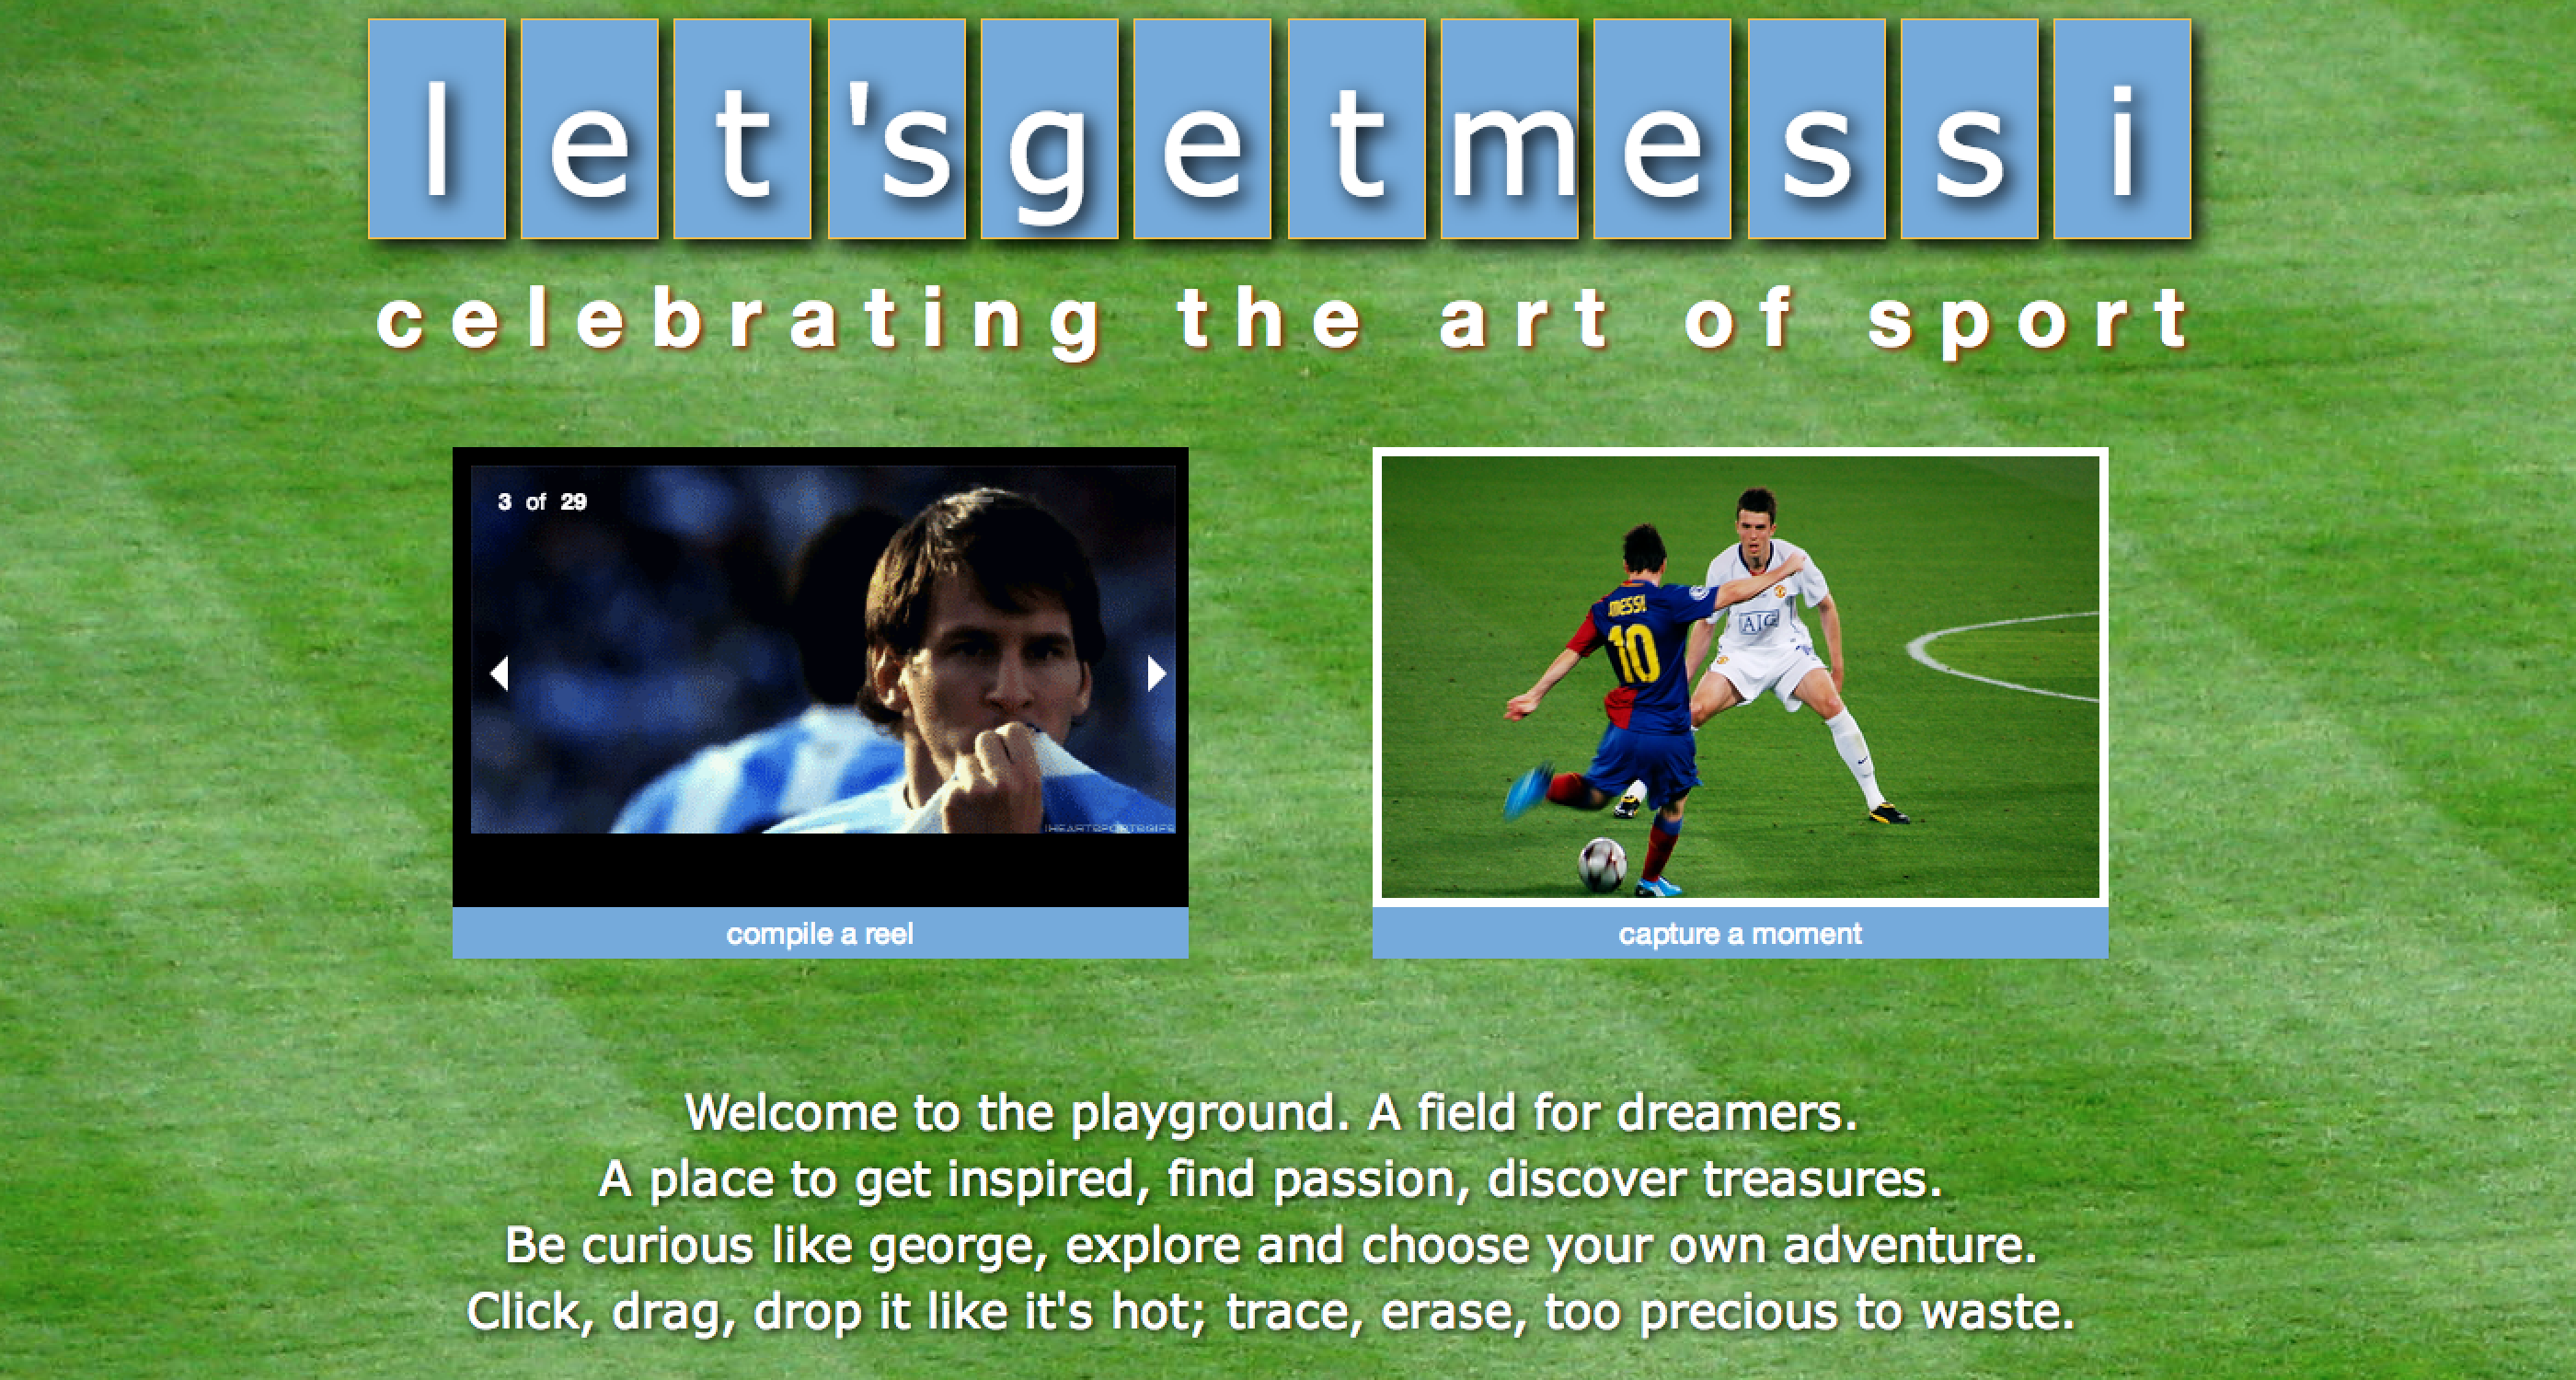 let'sgetmessi
celebrating the art of sport
3 of 29
IHEARTSPORTSGIFS
MESSI
10
AIG
compile a reel
capture a moment
Welcome to the playground. A field for dreamers.
A place to get inspired, find passion, discover treasures.
Be curious like george, explore and choose your own adventure.
Click, drag, drop it like it's hot; trace, erase, too precious to waste.